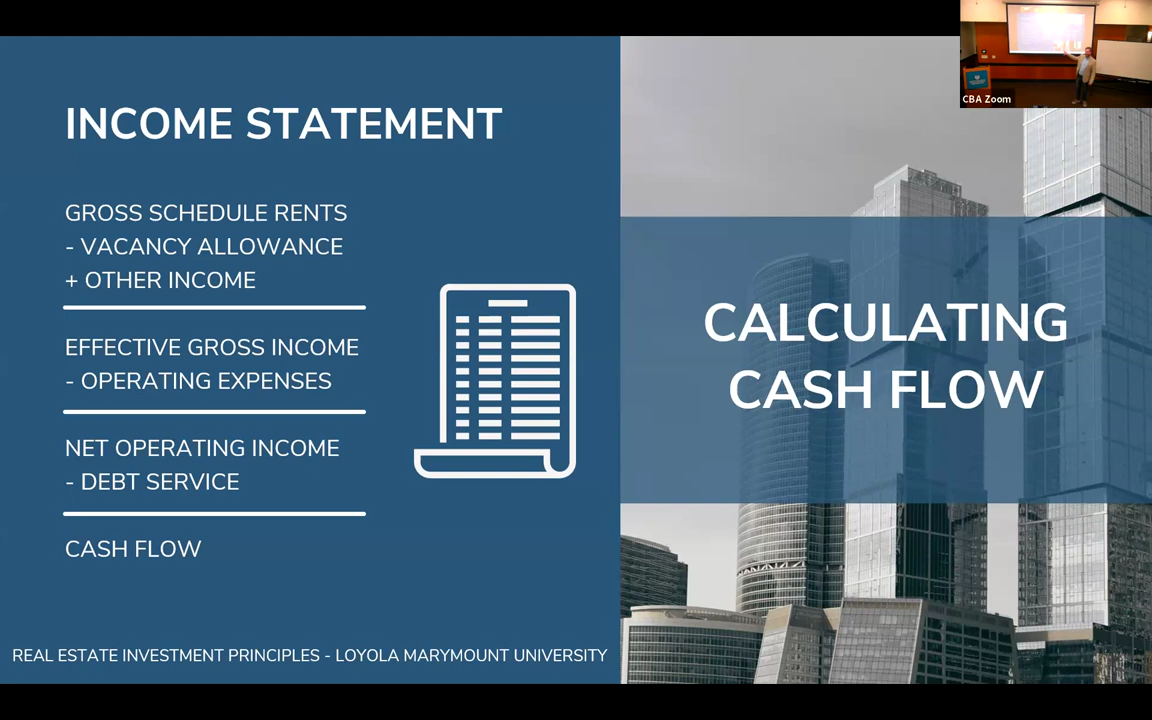 INCOME STATEMENT
GROSS SCHEDULE RENTS
- VACANCY ALLOWANCE
+ OTHER INCOME
EFFECTIVE GROSS INCOME
- OPERATING EXPENSES
NET OPERATING INCOME
- DEBT SERVICE
CASH FLOW
REAL ESTATE INVESTMENT PRINCIPLES - LOYOLA MARYMOUNT UNIVERSITY
CALCULATING
CASH FLOW
CBA Zoom